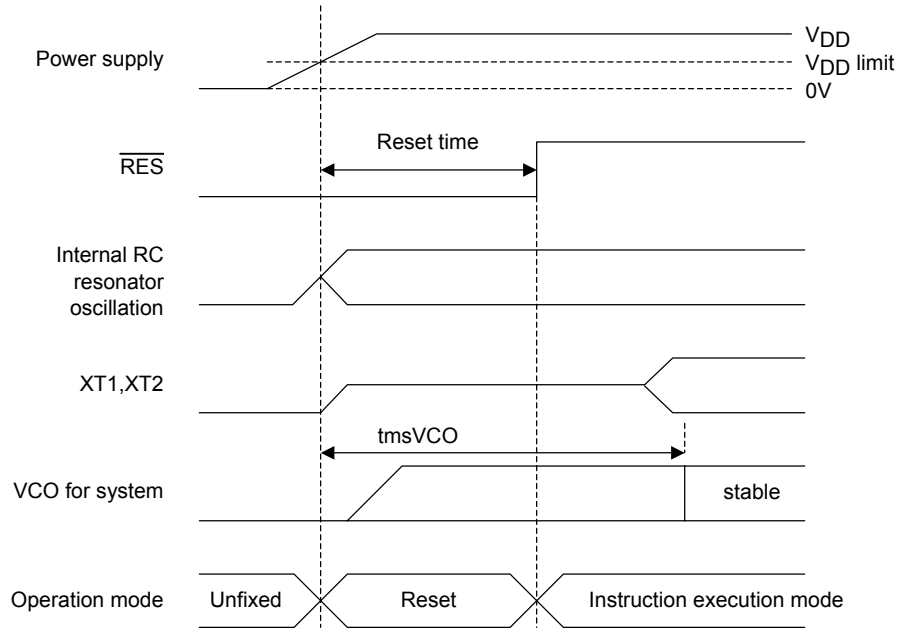 Power supply
VDD
VDD limit
0V
RES
Reset time
Internal RC
resonator
oscillation
XT1,XT2
tmsVCO
VCO for system
stable
Operation mode
Unfixed
Reset
Instruction execution mode